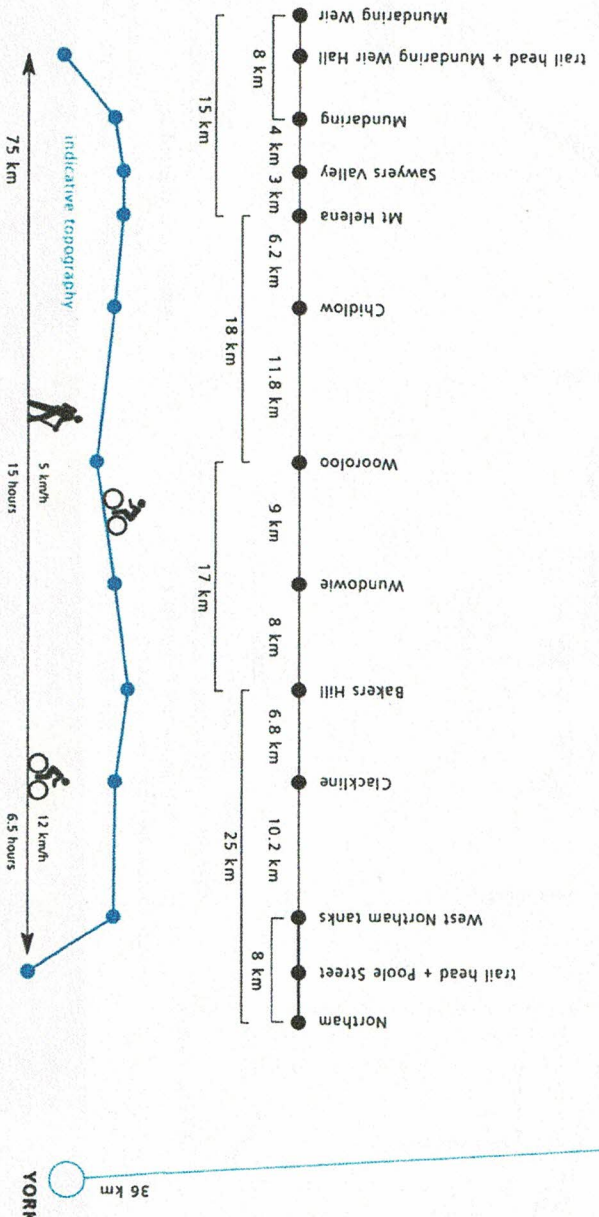 Mundaring Weir
trail head + Mundaring Weir Hall
Mundaring
Sawyers Valley
Mt Helena
Chidlow
Wooroloo
Wundowie
Bakers Hill
Clackline
West Northam tanks
trail head + Poole Street
Northam
8 km
4 km
3 km
6.2 km
11.8 km
9 km
8 km
6.8 km
10.2 km
8 km
15 km
18 km
17 km
25 km
indicative topography
5 km/h
12 km/h
75 km
15 hours
6.5 hours
36 km
YORK